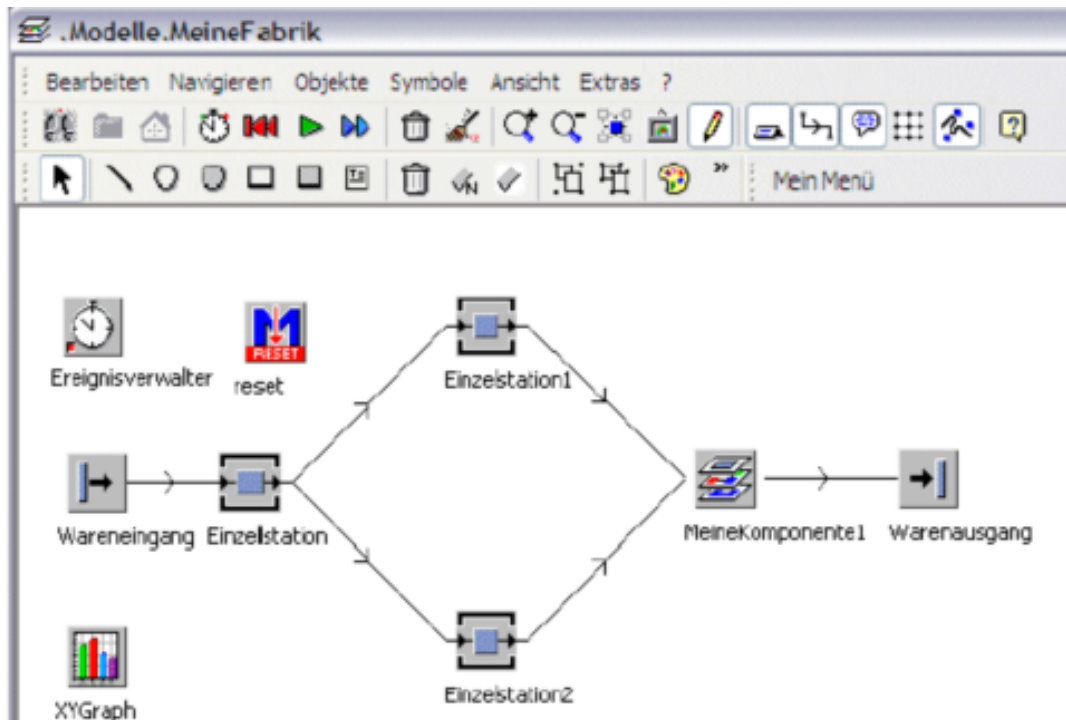 .Modelle.MeineFabrik
Bearbeiten Navigieren Objekte Symbole Ansicht Extras ?
Mein Menü
RESET
Ereignisverwalter
reset
Einzelstation1
Wareneingang
Einzelstation
MeineKomponente1
Warenausgang
XYGraph
Einzelstation2